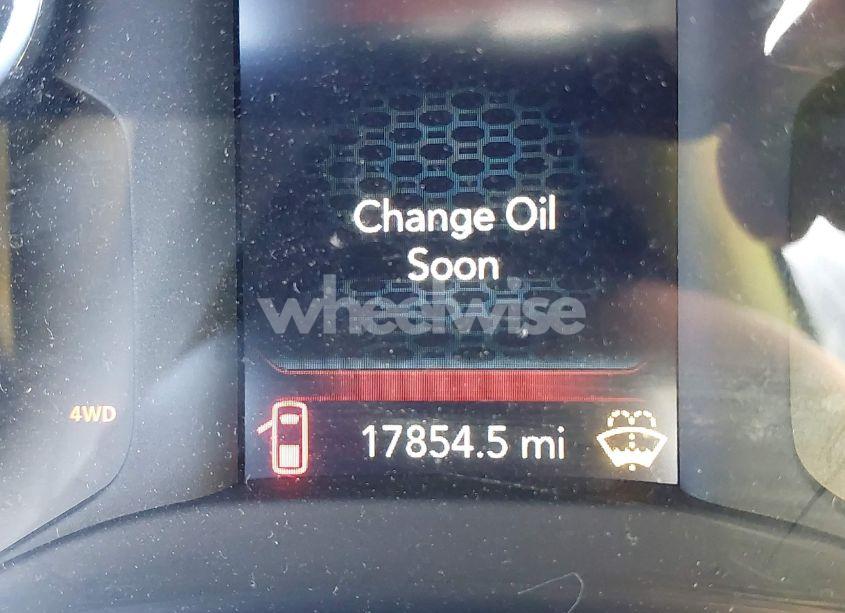 Change Oil
Soon
wheelwise
4WD
17854.5 mi